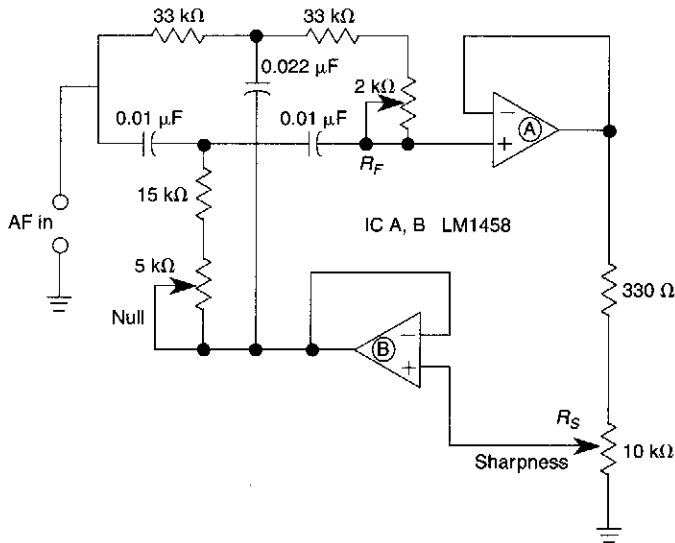 33 kΩ
33 kΩ
0.022 μF
2 kΩ
0.01 μF
0.01 μF
A
R_F
15 kΩ
AF in
IC A, B LM1458
5 kΩ
330 Ω
Null
B
R_S
10 kΩ
Sharpness